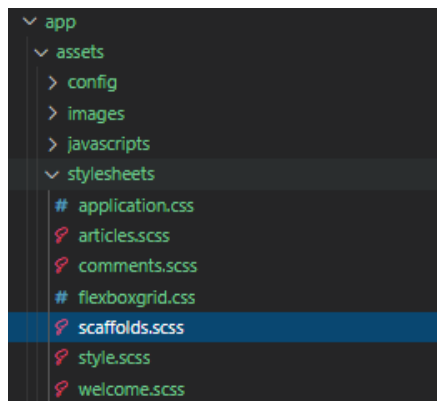 app
assets
config
images
javascripts
stylesheets
# application.css
articles.scss
comments.scss
# flexboxgrid.css
scaffolds.scss
style.scss
welcome.scss